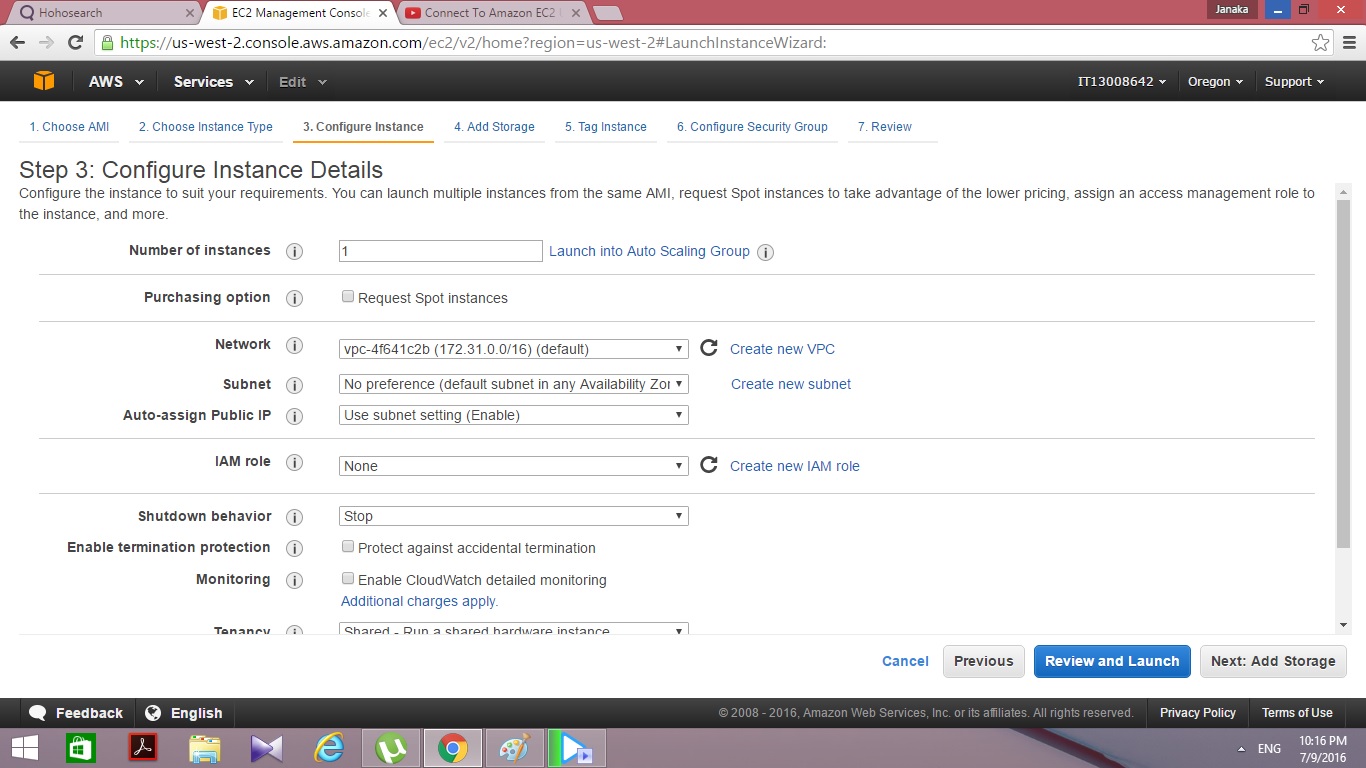 Hohosearch
EC2 Management Console
Connect To Amazon EC2
Janaka
https://us-west-2.console.aws.amazon.com/ec2/v2/home?region=us-west-2#LaunchInstanceWizard:
AWS Services Edit IT13008642 Oregon Support
1. Choose AMI 2. Choose Instance Type 3. Configure Instance 4. Add Storage 5. Tag Instance 6. Configure Security Group 7. Review
Step 3: Configure Instance Details
Configure the instance to suit your requirements. You can launch multiple instances from the same AMI, request Spot instances to take advantage of the lower pricing, assign an access management role to
the instance, and more.
Number of instances 1 Launch into Auto Scaling Group
Purchasing option Request Spot instances
Network vpc-4f641c2b (172.31.0.0/16) (default) Create new VPC
Subnet No preference (default subnet in any Availability Zon Create new subnet
Auto-assign Public IP Use subnet setting (Enable)
IAM role None Create new IAM role
Shutdown behavior Stop
Enable termination protection Protect against accidental termination
Monitoring Enable CloudWatch detailed monitoring
Additional charges apply.
Tenancy Shared - Run a shared hardware instance
Cancel Previous Review and Launch Next: Add Storage
Feedback English © 2008 - 2016, Amazon Web Services, Inc. or its affiliates. All rights reserved. Privacy Policy Terms of Use
ENG 10:16 PM
7/9/2016